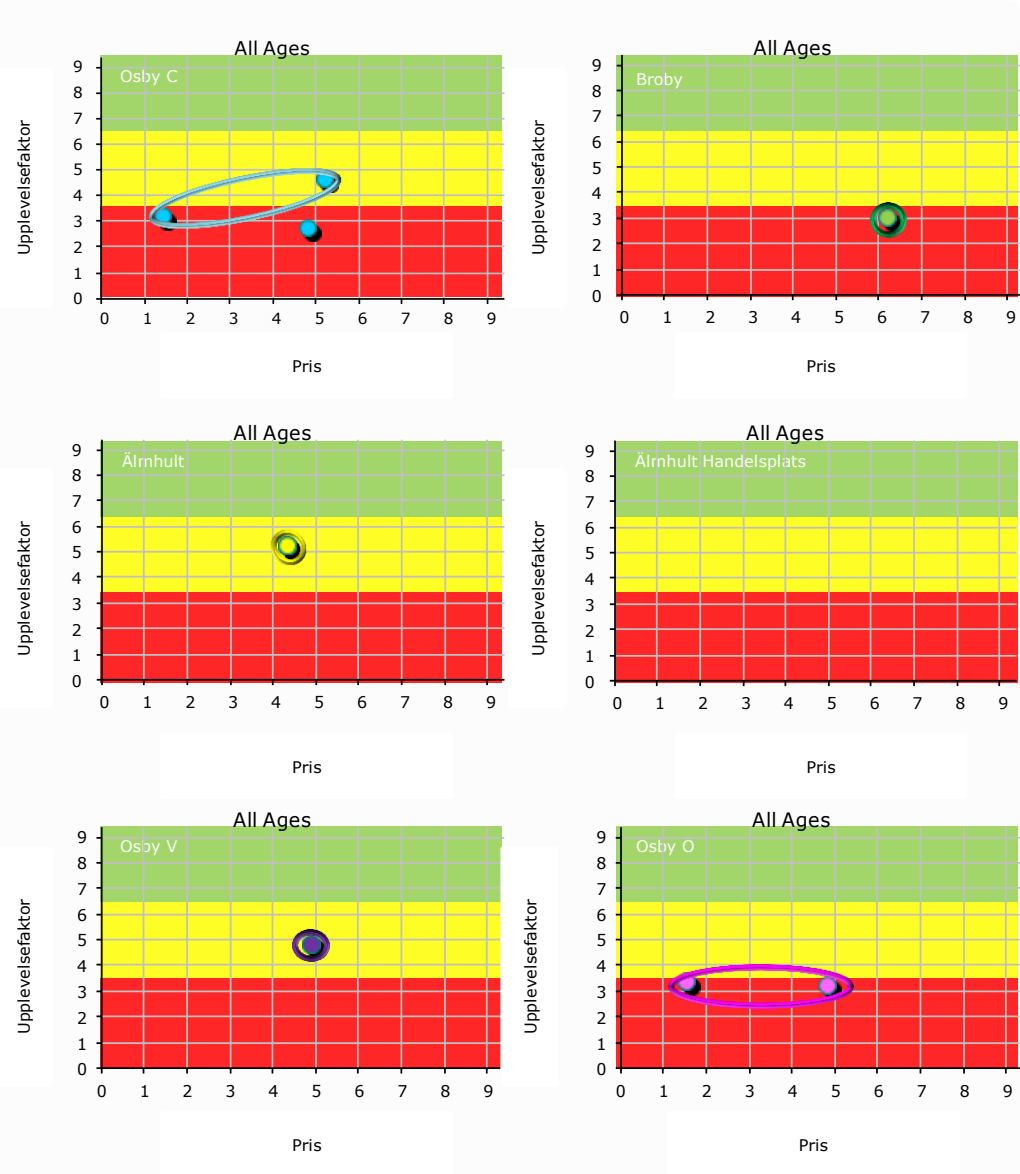 All Ages
All Ages
Osby C
Broby
9
8
7
6
5
4
3
2
1
0
9
8
7
6
5
4
3
2
1
0
Upplevelsefaktor
Upplevelsefaktor
0 1 2 3 4 5 6 7 8 9
0 1 2 3 4 5 6 7 8 9
Pris
Pris
All Ages
All Ages
Älmhult
Älmhult Handelsplats
9
8
7
6
5
4
3
2
1
0
9
8
7
6
5
4
3
2
1
0
Upplevelsefaktor
Upplevelsefaktor
0 1 2 3 4 5 6 7 8 9
0 1 2 3 4 5 6 7 8 9
Pris
Pris
All Ages
All Ages
Osby V
Osby O
9
8
7
6
5
4
3
2
1
0
9
8
7
6
5
4
3
2
1
0
Upplevelsefaktor
Upplevelsefaktor
0 1 2 3 4 5 6 7 8 9
0 1 2 3 4 5 6 7 8 9
Pris
Pris